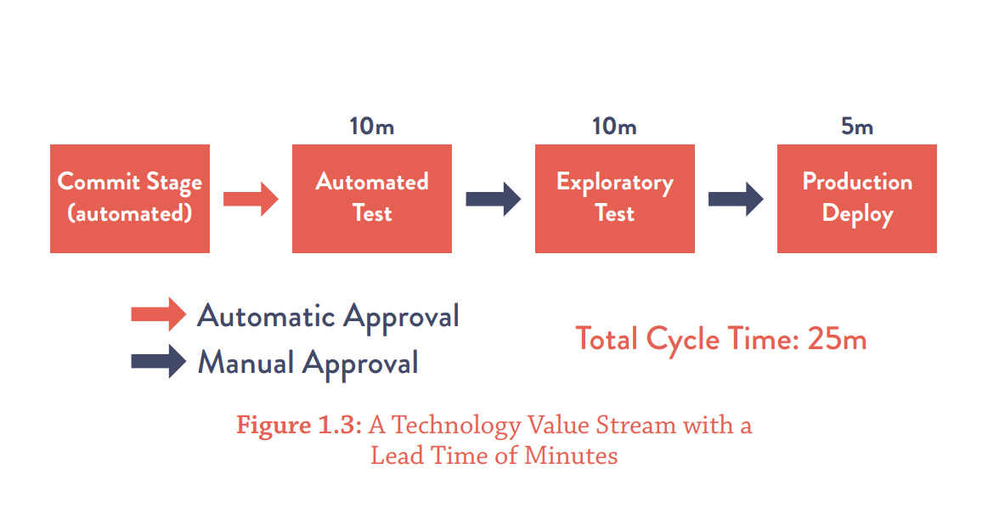 10m
10m
5m
Commit Stage
(automated)
Automated
Test
Exploratory
Test
Production
Deploy
Automatic Approval
Manual Approval
Total Cycle Time: 25m
Figure 1.3: A Technology Value Stream with a
Lead Time of Minutes